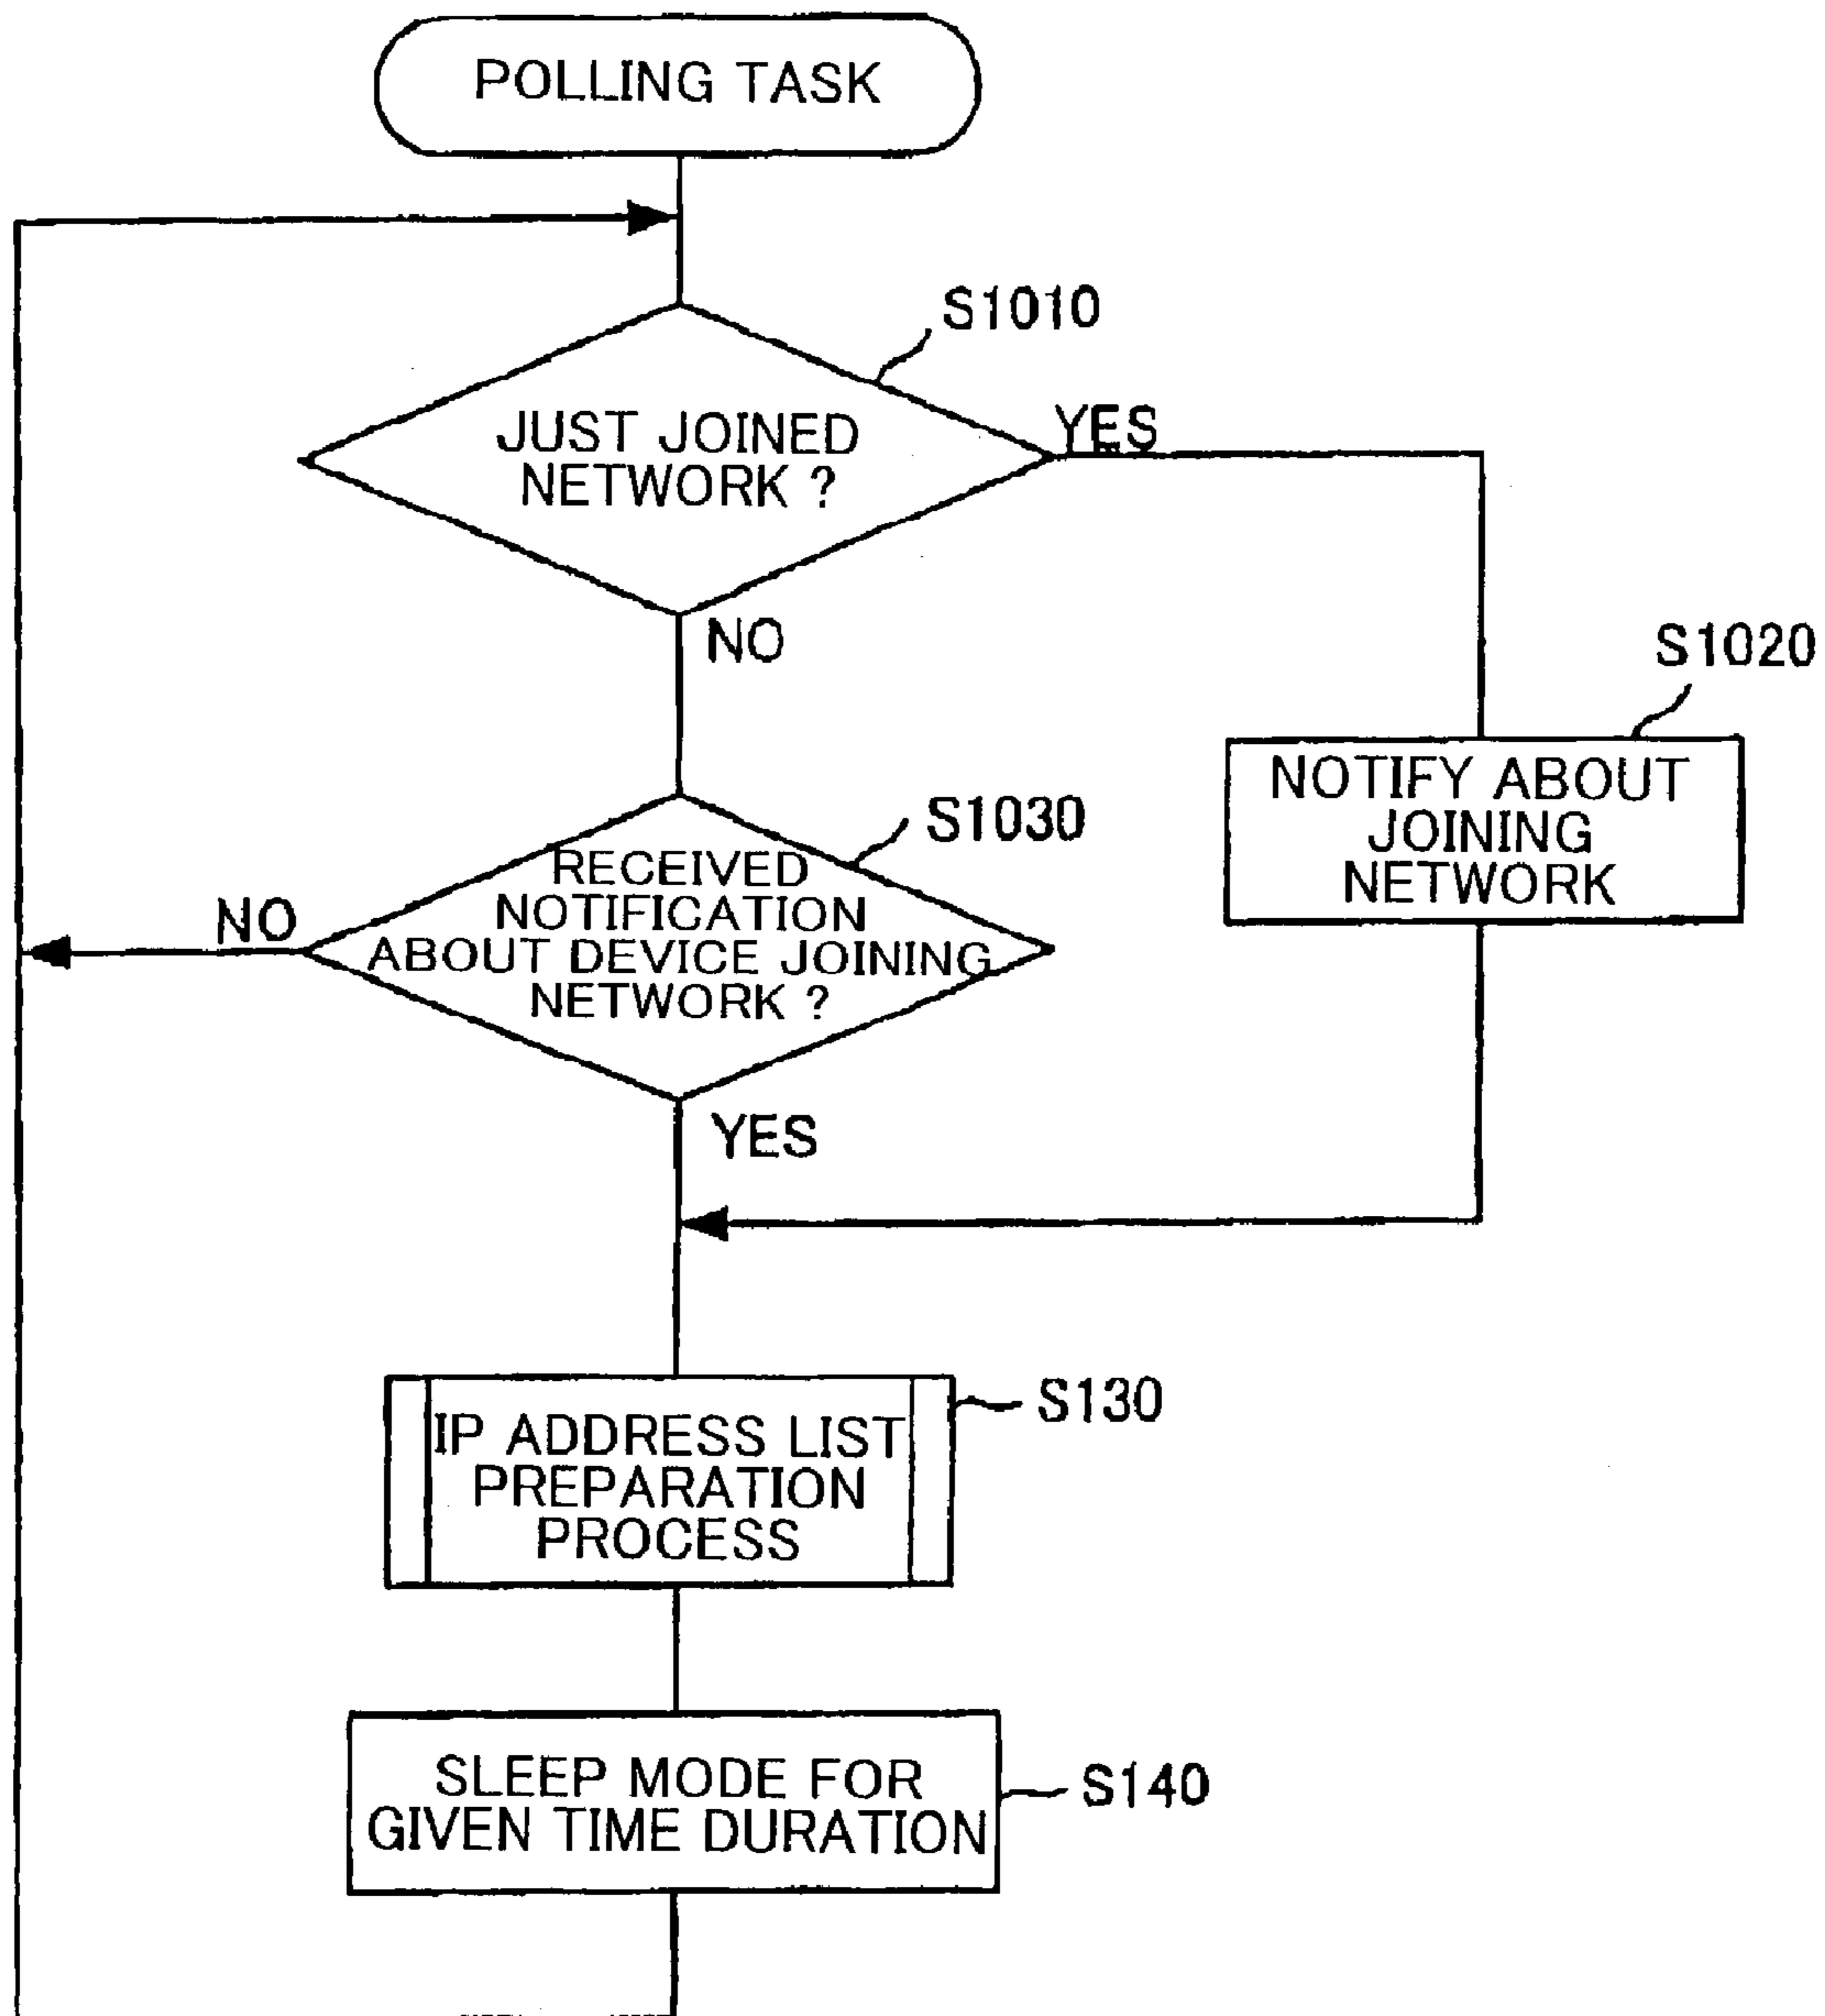 POLLING TASK
S1010
JUST JOINED
NETWORK ?
YES
NO
S1020
NOTIFY ABOUT
JOINING
NETWORK
S1030
RECEIVED
NOTIFICATION
ABOUT DEVICE JOINING
NETWORK ?
NO
YES
S130
IP ADDRESS LIST
PREPARATION
PROCESS
SLEEP MODE FOR
GIVEN TIME DURATION
S140